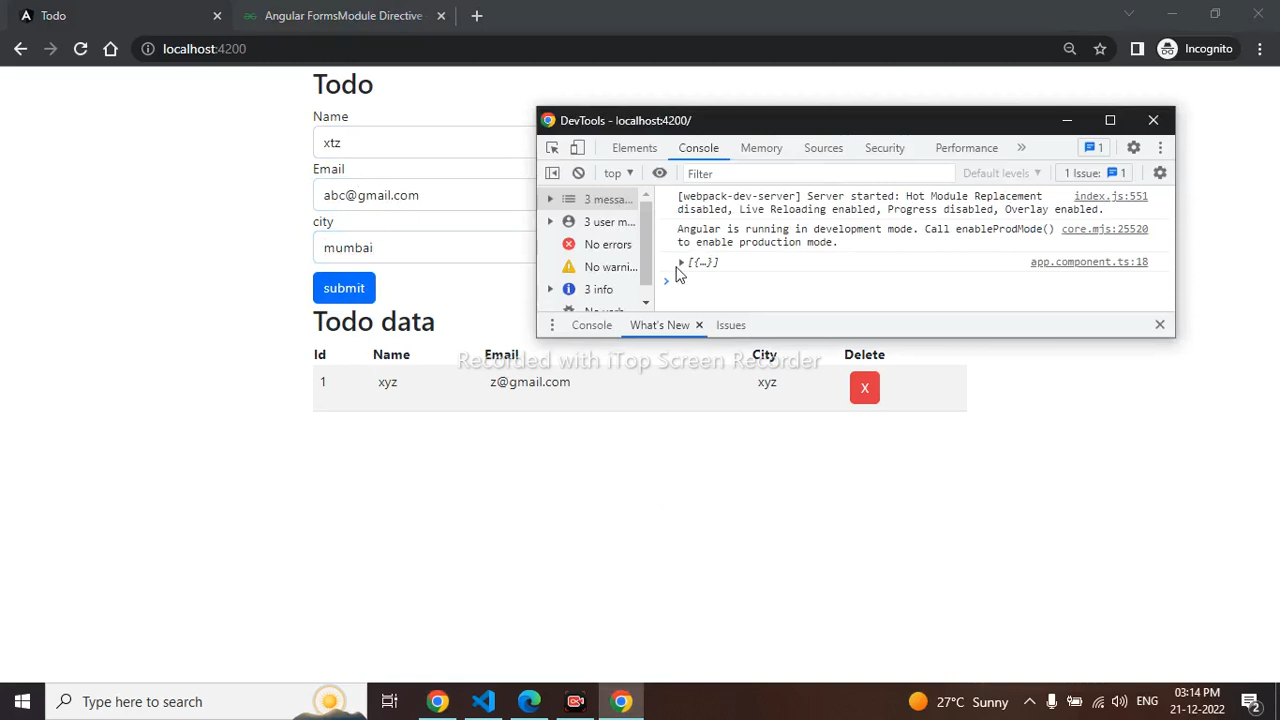 Todo
Angular FormsModule Directive
localhost:4200
Incognito
Todo
Name
xtz
Email
abc@gmail.com
city
mumbai
submit
DevTools - localhost:4200/
Elements
Console
Memory
Sources
Security
Performance
1
top
Filter
Default levels
1 Issue: 1
3 messa...
3 user m...
No errors
No warni...
3 info
[webpack-dev-server] Server started: Hot Module Replacement index.js:551
disabled, Live Reloading enabled, Progress disabled, Overlay enabled.
Angular is running in development mode. Call enableProdMode() core.mjs:25520
to enable production mode.
[{…}] app.component.ts:18
Console
What's New
Issues
Todo data
Id Name Email City Delete
Recorded with iTop Screen Recorder
1 xyz z@gmail.com xyz X
Type here to search
27°C Sunny
ENG
03:14 PM
21-12-2022
2